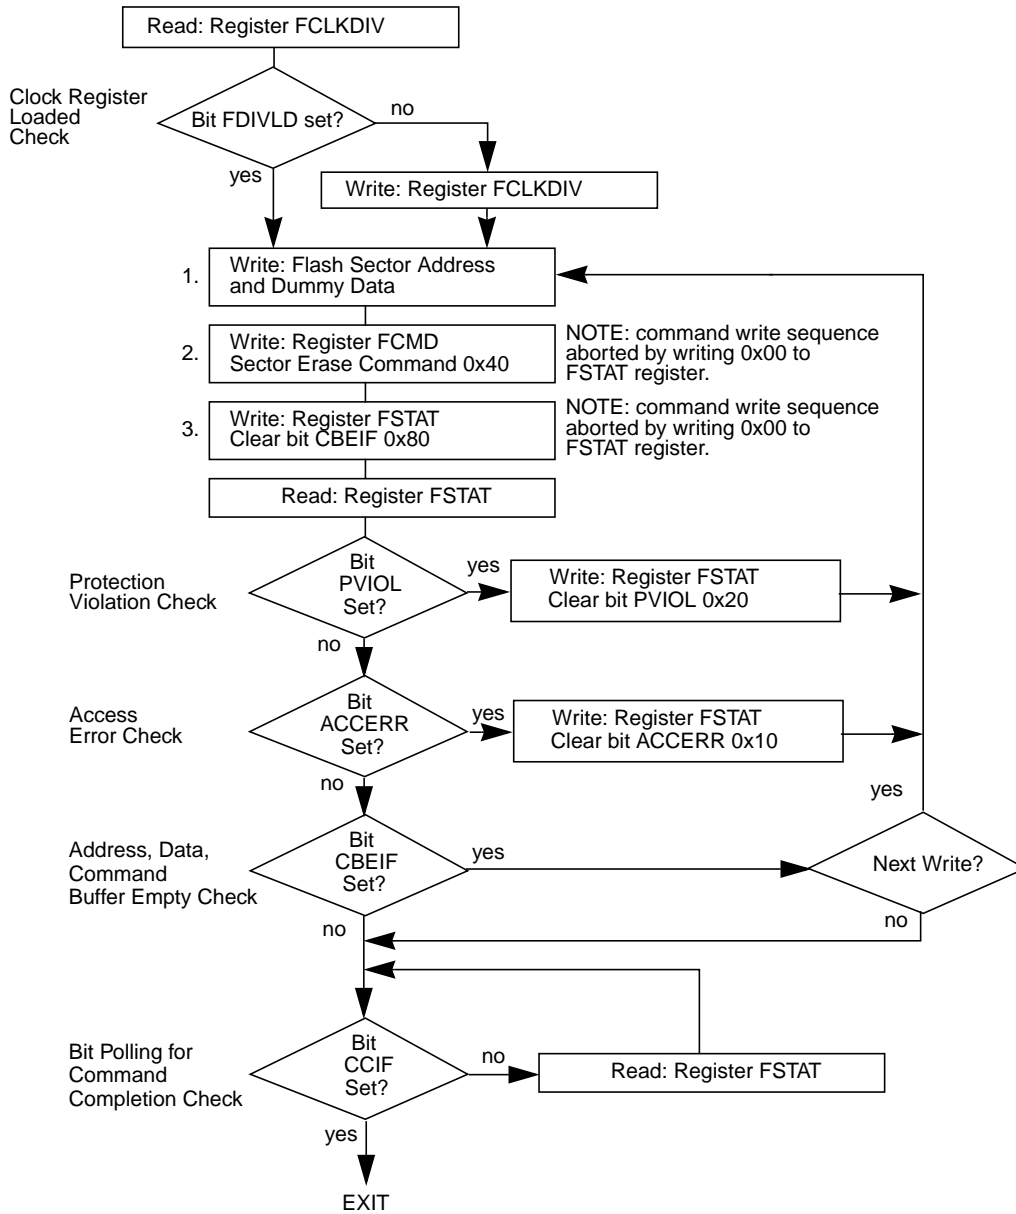 Read: Register FCLKDIV
Clock Register
Loaded
Check
Bit FDIVLD set?
no
yes
Write: Register FCLKDIV
1.
Write: Flash Sector Address
and Dummy Data
2.
Write: Register FCMD
Sector Erase Command 0x40
NOTE: command write sequence
aborted by writing 0x00 to
FSTAT register.
3.
Write: Register FSTAT
Clear bit CBEIF 0x80
NOTE: command write sequence
aborted by writing 0x00 to
FSTAT register.
Read: Register FSTAT
Protection
Violation Check
Bit
PVIOL
Set?
yes
Write: Register FSTAT
Clear bit PVIOL 0x20
no
Access
Error Check
Bit
ACCERR
Set?
yes
Write: Register FSTAT
Clear bit ACCERR 0x10
no
yes
Address, Data,
Command
Buffer Empty Check
Bit
CBEIF
Set?
yes
Next Write?
no
no
Bit Polling for
Command
Completion Check
Bit
CCIF
Set?
no
Read: Register FSTAT
yes
EXIT